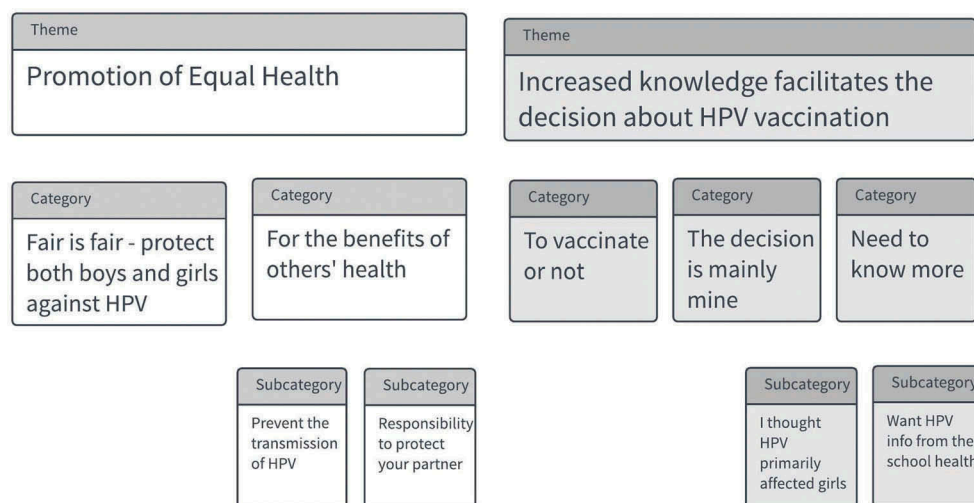 Theme
Promotion of Equal Health
Theme
Increased knowledge facilitates the
decision about HPV vaccination
Category
Fair is fair - protect
both boys and girls
against HPV
Category
For the benefits of
others' health
Category
To vaccinate
or not
Category
The decision
is mainly
mine
Category
Need to
know more
Subcategory
Prevent the
transmission
of HPV
Subcategory
Responsibility
to protect
your partner
Subcategory
I thought
HPV
primarily
affected girls
Subcategory
Want HPV
info from the
school health